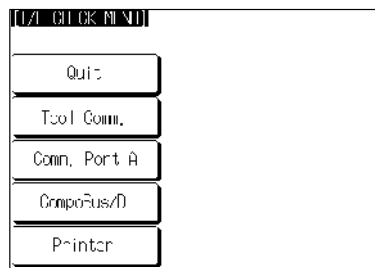 [I/F CHECK MENU]
Quit
Tool Comm.
Comm. Port A
CompoBus/D
Printer